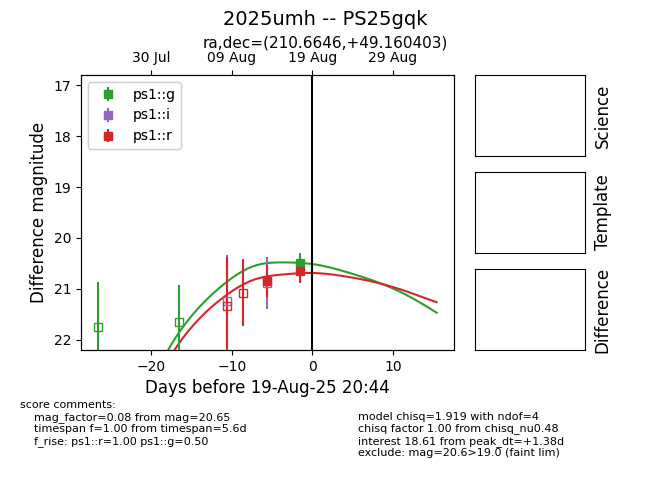 2025umh -- PS25gqk
ra,dec=(210.6646,+49.160403)
30 Jul 09 Aug 19 Aug 29 Aug
ps1::g
ps1::i
ps1::r
17
18
19
20
21
22
Difference magnitude
−20 −10 0 10
Days before 19-Aug-25 20:44
Science
Template
Difference
score comments:
mag_factor=0.08 from mag=20.65
timespan f=1.00 from timespan=5.6d
f_rise: ps1::r=1.00 ps1::g=0.50
model chisq=1.919 with ndof=4
chisq factor 1.00 from chisq_nu0.48
interest 18.61 from peak_dt=+1.38d
exclude: mag=20.6>19.0 (faint lim)